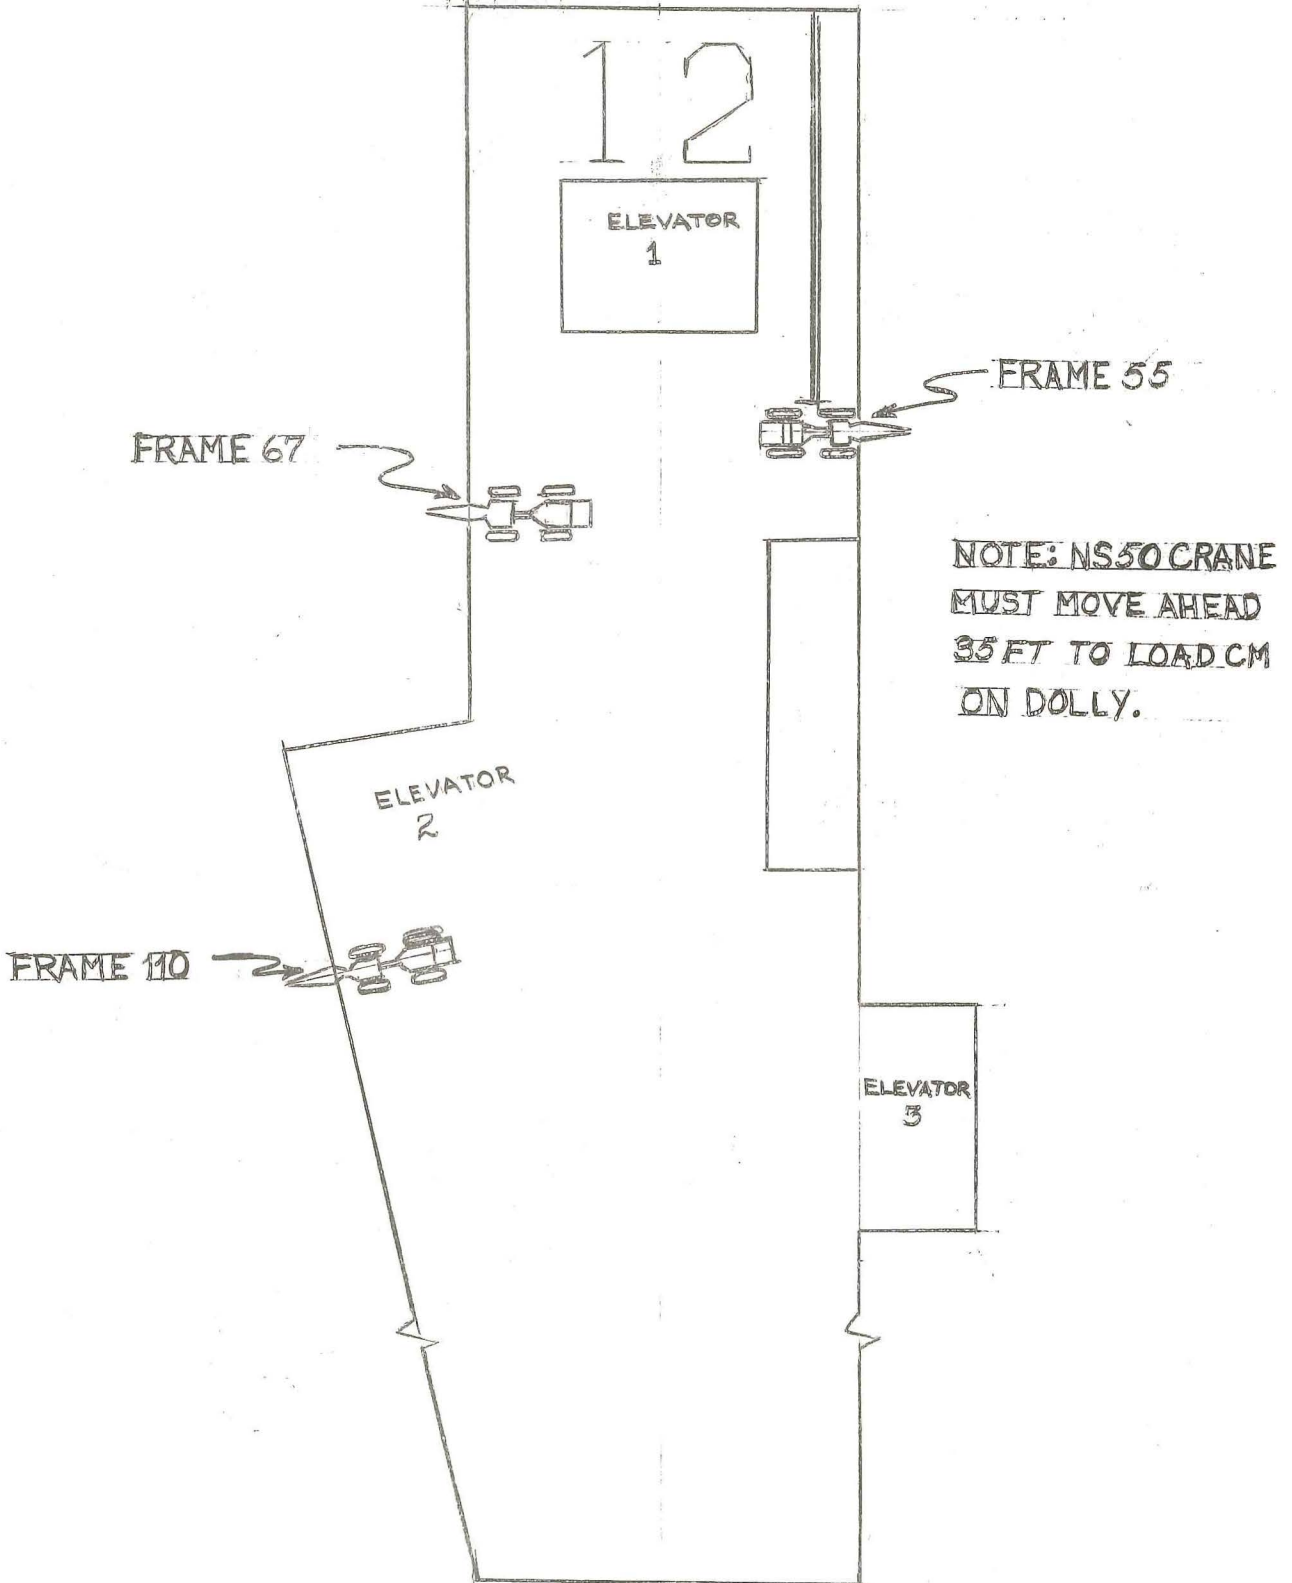 12
ELEVATOR
1
FRAME 55
FRAME 67
NOTE: NS50 CRANE
MUST MOVE AHEAD
35 FT TO LOAD CM
ON DOLLY.
ELEVATOR
2
FRAME 110
ELEVATOR
3